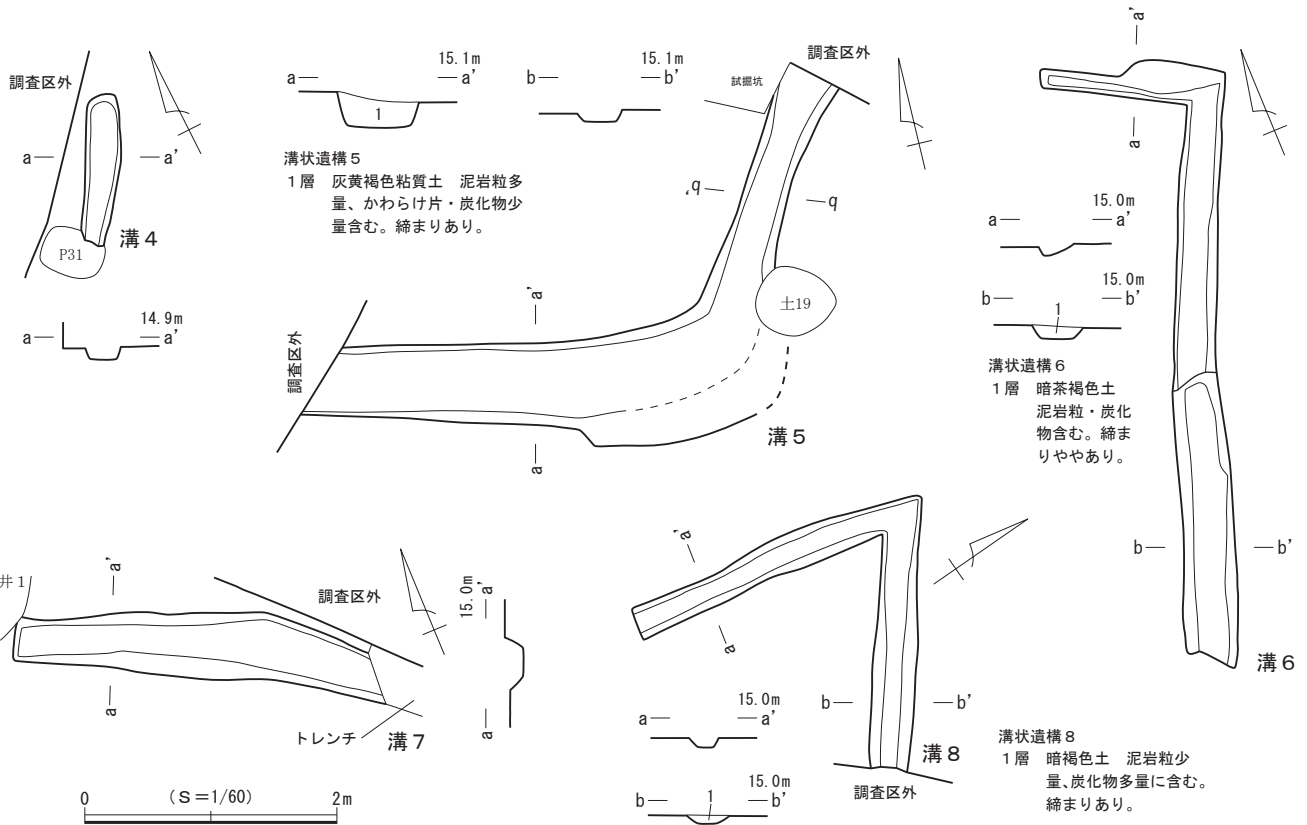 調査区外
a
a’
P31
溝4
14.9m
a
a’
15.1m
a
a’
1
15.1m
b
b’
溝状遺構5
1層 灰黄褐色粘質土 泥岩粒多
量、かわらけ片・炭化物少
量含む。締まりあり。
試掘坑
調査区外
b’
b
土19
a’
a
調査区外
溝5
a’
a
15.0m
a
a’
15.0m
b
b’
1
溝状遺構6
1層 暗茶褐色土
泥岩粒・炭化
物含む。締ま
りややあり。
b
b’
溝6
井1
a’
a
調査区外
トレンチ
溝7
15.0m
a’
a
a’
a
b
b’
15.0m
a
a’
15.0m
b
1
b’
溝8
調査区外
溝状遺構8
1層 暗褐色土 泥岩粒少
量、炭化物多量に含む。
締まりあり。
0 (S=1/60) 2m